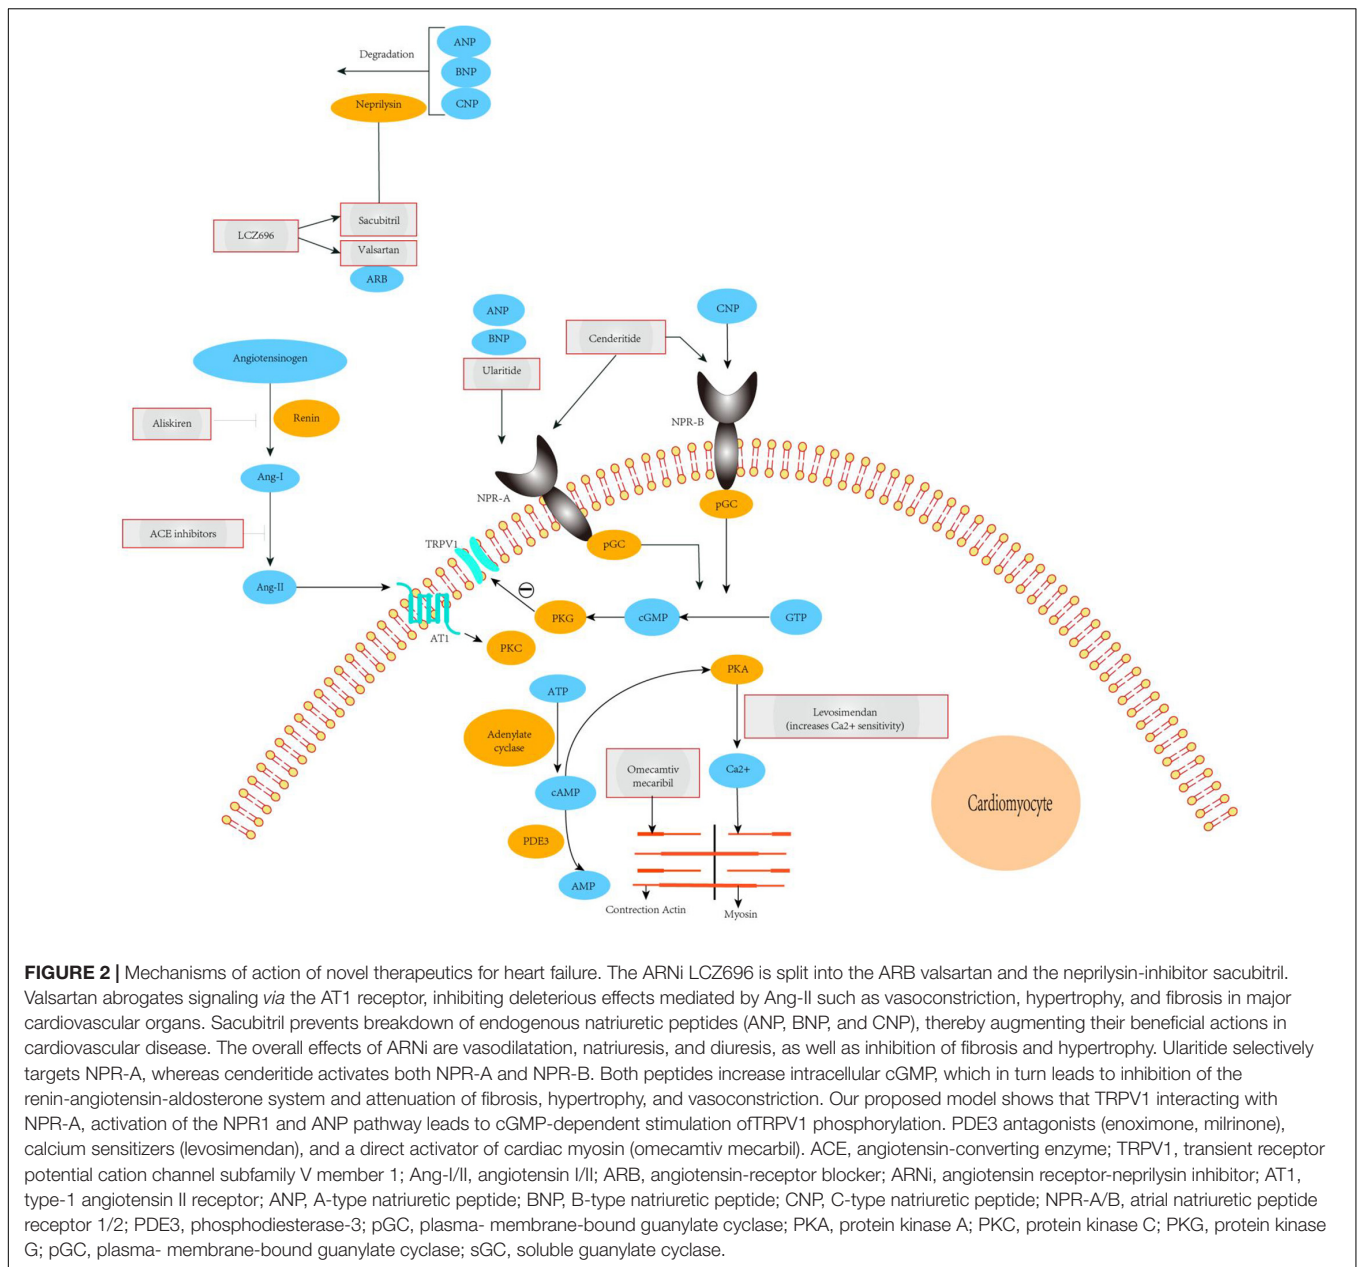 ANP
Degradation
BNP
Neprilysin
CNP
Sacubitril
LCZ696
Valsartan
ARB
ANP
CNP
BNP
Cenderitide
Angiotensinogen
Ularitide
Aliskiren
Renin
NPR-B
Ang-I
NPR-A
pGC
ACE inhibitors
TRPV1
pGC
Ang-II
PKG
cGMP
GTP
AT1
PKC
PKA
ATP
Levosimendan
(increases Ca2+ sensitivity)
Adenylate
cyclase
Omecamtiv
mecaribil
Ca2+
cAMP
Cardiomyocyte
PDE3
AMP
Contrection Actin
Myosin
FIGURE 2 | Mechanisms of action of novel therapeutics for heart failure. The ARNi LCZ696 is split into the ARB valsartan and the neprilysin-inhibitor sacubitril.
Valsartan abrogates signaling via the AT1 receptor, inhibiting deleterious effects mediated by Ang-II such as vasoconstriction, hypertrophy, and fibrosis in major
cardiovascular organs. Sacubitril prevents breakdown of endogenous natriuretic peptides (ANP, BNP, and CNP), thereby augmenting their beneficial actions in
cardiovascular disease. The overall effects of ARNi are vasodilatation, natriuresis, and diuresis, as well as inhibition of fibrosis and hypertrophy. Ularitide selectively
targets NPR-A, whereas cenderitide activates both NPR-A and NPR-B. Both peptides increase intracellular cGMP, which in turn leads to inhibition of the
renin-angiotensin-aldosterone system and attenuation of fibrosis, hypertrophy, and vasoconstriction. Our proposed model shows that TRPV1 interacting with
NPR-A, activation of the NPR1 and ANP pathway leads to cGMP-dependent stimulation ofTRPV1 phosphorylation. PDE3 antagonists (enoximone, milrinone),
calcium sensitizers (levosimendan), and a direct activator of cardiac myosin (omecamtiv mecarbil). ACE, angiotensin-converting enzyme; TRPV1, transient receptor
potential cation channel subfamily V member 1; Ang-I/II, angiotensin I/II; ARB, angiotensin-receptor blocker; ARNi, angiotensin receptor-neprilysin inhibitor; AT1,
type-1 angiotensin II receptor; ANP, A-type natriuretic peptide; BNP, B-type natriuretic peptide; CNP, C-type natriuretic peptide; NPR-A/B, atrial natriuretic peptide
receptor 1/2; PDE3, phosphodiesterase-3; pGC, plasma- membrane-bound guanylate cyclase; PKA, protein kinase A; PKC, protein kinase C; PKG, protein kinase
G; pGC, plasma- membrane-bound guanylate cyclase; sGC, soluble guanylate cyclase.